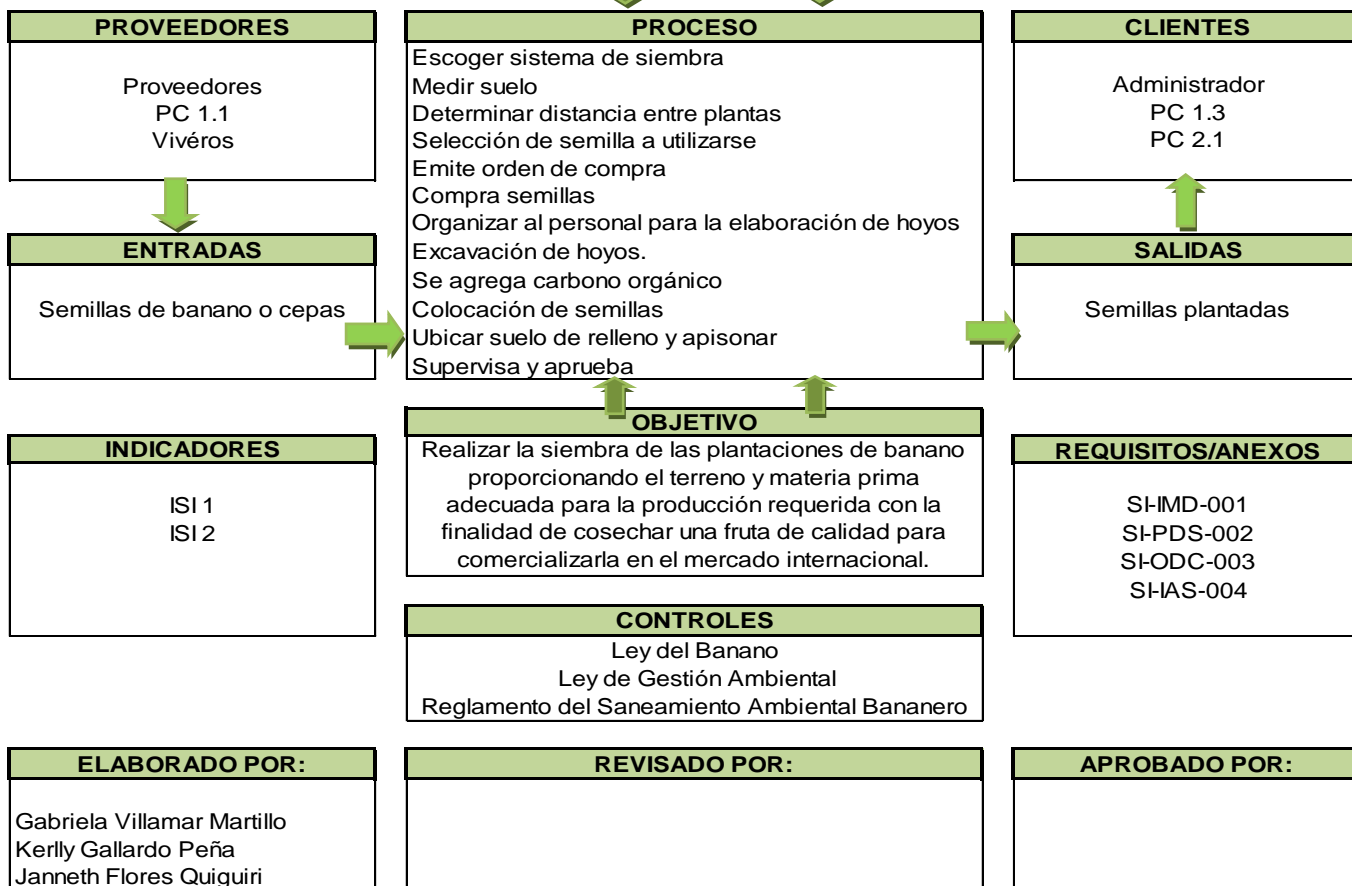 PROVEEDORES
Proveedores
PC 1.1
Vivéros
ENTRADAS
Semillas de banano o cepas
PROCESO
Escoger sistema de siembra
Medir suelo
Determinar distancia entre plantas
Selección de semilla a utilizarse
Emite orden de compra
Compra semillas
Organizar al personal para la elaboración de hoyos
Excavación de hoyos.
Se agrega carbono orgánico
Colocación de semillas
Ubicar suelo de relleno y apisonar
Supervisa y aprueba
CLIENTES
Administrador
PC 1.3
PC 2.1
SALIDAS
Semillas plantadas
INDICADORES
ISI 1
ISI 2
OBJETIVO
Realizar la siembra de las plantaciones de banano
proporcionando el terreno y materia prima
adecuada para la producción requerida con la
finalidad de cosechar una fruta de calidad para
comercializarla en el mercado internacional.
REQUISITOS/ANEXOS
SI-IMD-001
SI-PDS-002
SI-ODC-003
SI-IAS-004
CONTROLES
Ley del Banano
Ley de Gestión Ambiental
Reglamento del Saneamiento Ambiental Bananero
ELABORADO POR:
Gabriela Villamar Martillo
Kerlly Gallardo Peña
Janneth Flores Quiguiri
REVISADO POR:
APROBADO POR: